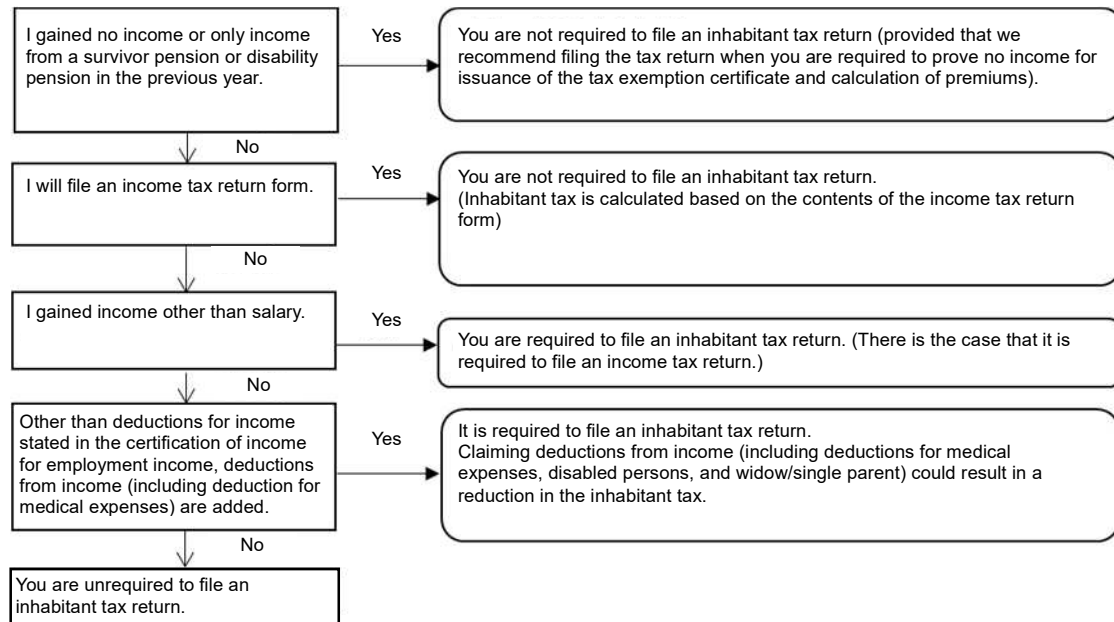 I gained no income or only income
from a survivor pension or disability
pension in the previous year.
Yes
You are not required to file an inhabitant tax return (provided that we
recommend filing the tax return when you are required to prove no income for
issuance of the tax exemption certificate and calculation of premiums).
No
I will file an income tax return form.
Yes
You are not required to file an inhabitant tax return.
(Inhabitant tax is calculated based on the contents of the income tax return
form)
No
I gained income other than salary.
Yes
You are required to file an inhabitant tax return. (There is the case that it is
required to file an income tax return.)
No
Other than deductions for income
stated in the certification of income
for employment income, deductions
from income (including deduction for
medical expenses) are added.
Yes
It is required to file an inhabitant tax return.
Claiming deductions from income (including deductions for medical
expenses, disabled persons, and widow/single parent) could result in a
reduction in the inhabitant tax.
No
You are unrequired to file an
inhabitant tax return.